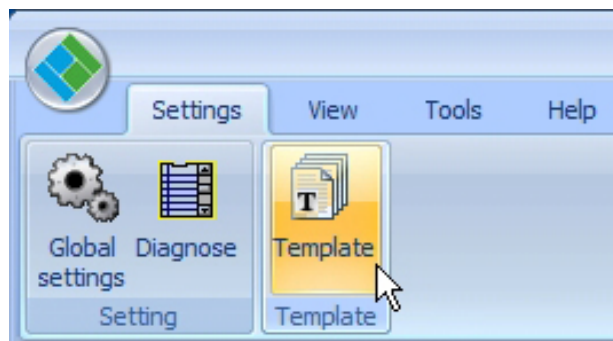 Settings View Tools Help
T
Global Diagnose Template
settings
Setting Template